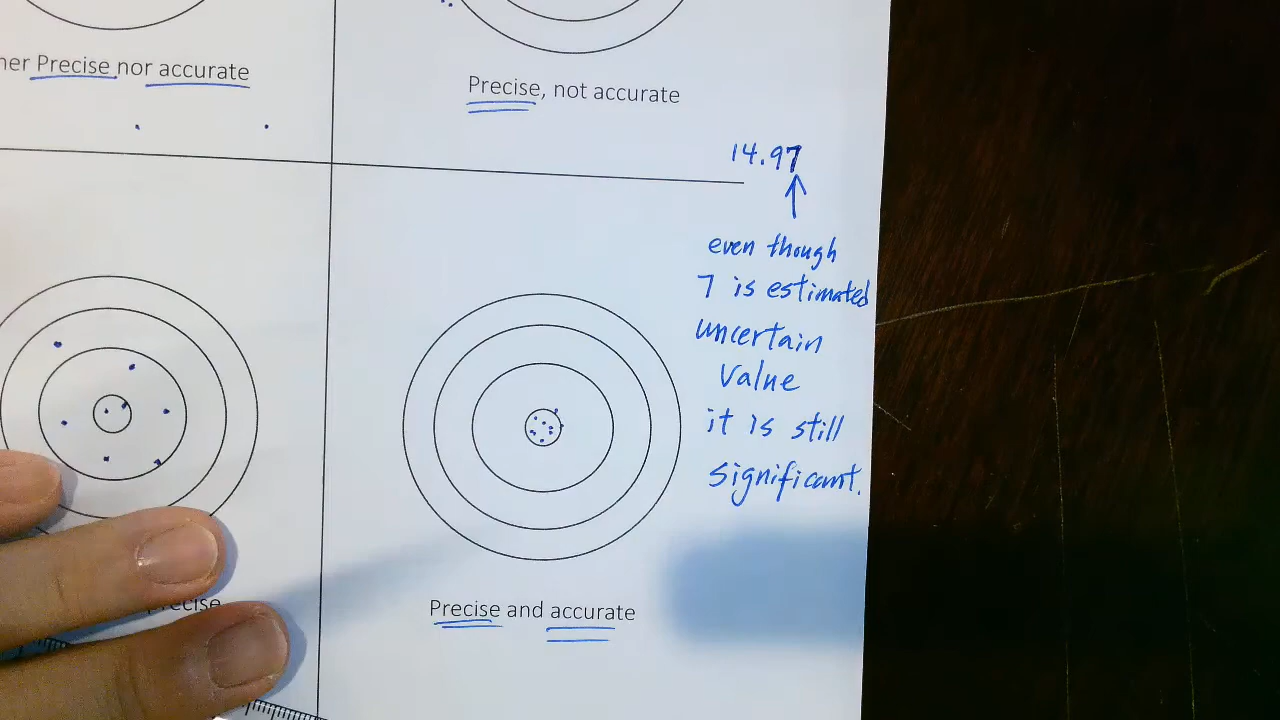 her Precise nor accurate
Precise, not accurate
14.97
even though
7 is estimated
uncertain
value
it is still
significant.
precise
Precise and accurate